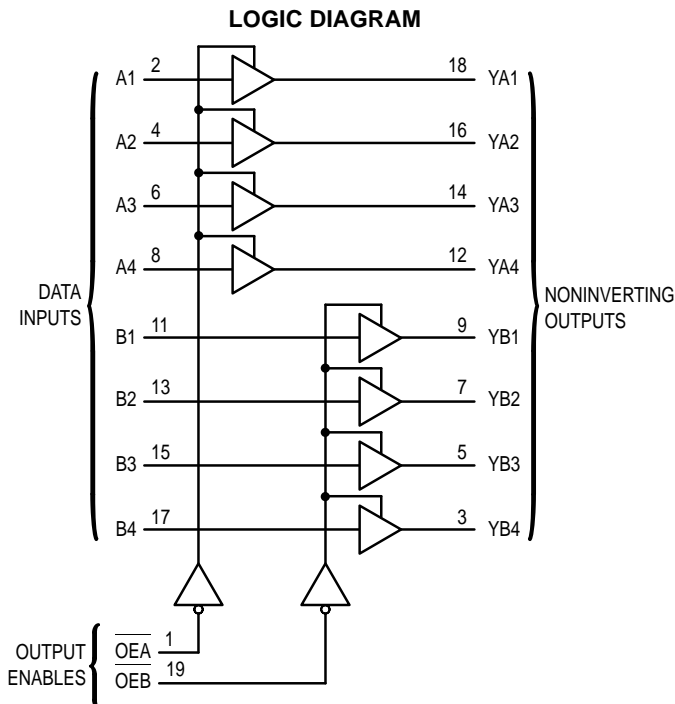 LOGIC DIAGRAM
A1 2 18 YA1
A2 4 16 YA2
A3 6 14 YA3
A4 8 12 YA4
DATA
INPUTS
NONINVERTING
OUTPUTS
B1 11 9 YB1
B2 13 7 YB2
B3 15 5 YB3
B4 17 3 YB4
OUTPUT
ENABLES
O̅E̅A̅ 1
O̅E̅B̅ 19